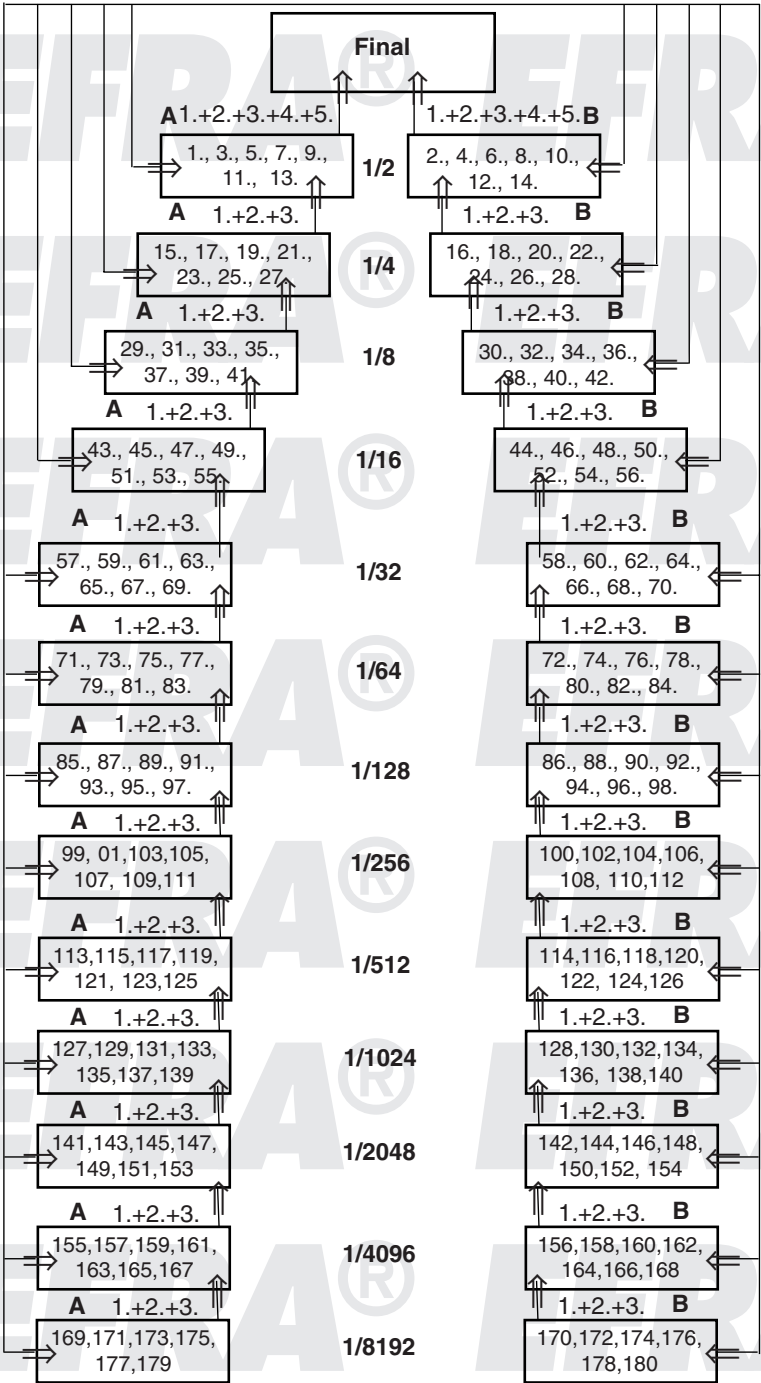 Final
A 1.+2.+3.+4.+5. 1.+2.+3.+4.+5. B
1., 3., 5., 7., 9.,
11., 13.
1/2
2., 4., 6., 8., 10.,
12., 14.
A 1.+2.+3. 1.+2.+3. B
15., 17., 19., 21.,
23., 25., 27.
1/4
16., 18., 20., 22.,
24., 26., 28.
A 1.+2.+3. 1.+2.+3. B
29., 31., 33., 35.,
37., 39., 41.
1/8
30., 32., 34., 36.,
38., 40., 42.
A 1.+2.+3. 1.+2.+3. B
43., 45., 47., 49.,
51., 53., 55.
1/16
44., 46., 48., 50.,
52., 54., 56.
A 1.+2.+3. 1.+2.+3. B
57., 59., 61., 63.,
65., 67., 69.
1/32
58., 60., 62., 64.,
66., 68., 70.
A 1.+2.+3. 1.+2.+3. B
71., 73., 75., 77.,
79., 81., 83.
1/64
72., 74., 76., 78.,
80., 82., 84.
A 1.+2.+3. 1.+2.+3. B
85., 87., 89., 91.,
93., 95., 97.
1/128
86., 88., 90., 92.,
94., 96., 98.
A 1.+2.+3. 1.+2.+3. B
99, 01,103,105,
107, 109,111
1/256
100,102,104,106,
108, 110,112
A 1.+2.+3. 1.+2.+3. B
113,115,117,119,
121, 123,125
1/512
114,116,118,120,
122, 124,126
A 1.+2.+3. 1.+2.+3. B
127,129,131,133,
135,137,139
1/1024
128,130,132,134,
136, 138,140
A 1.+2.+3. 1.+2.+3. B
141,143,145,147,
149,151,153
1/2048
142,144,146,148,
150,152, 154
A 1.+2.+3. 1.+2.+3. B
155,157,159,161,
163,165,167
1/4096
156,158,160,162,
164,166,168
A 1.+2.+3. 1.+2.+3. B
169,171,173,175,
177,179
1/8192
170,172,174,176,
178,180
EFRA® EFR
EFRA® EFR
EFRA® EFR
EFRA® EFR
EFRA® EFR
EFRA® EFR
EFRA® EFR